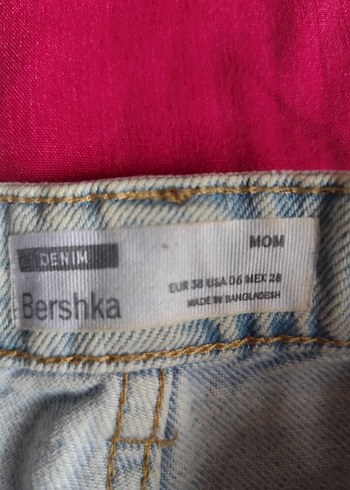 DENIM
MOM
Bershka
EUR 38 USA 06 MEX 28
MADE IN BANGLADESH